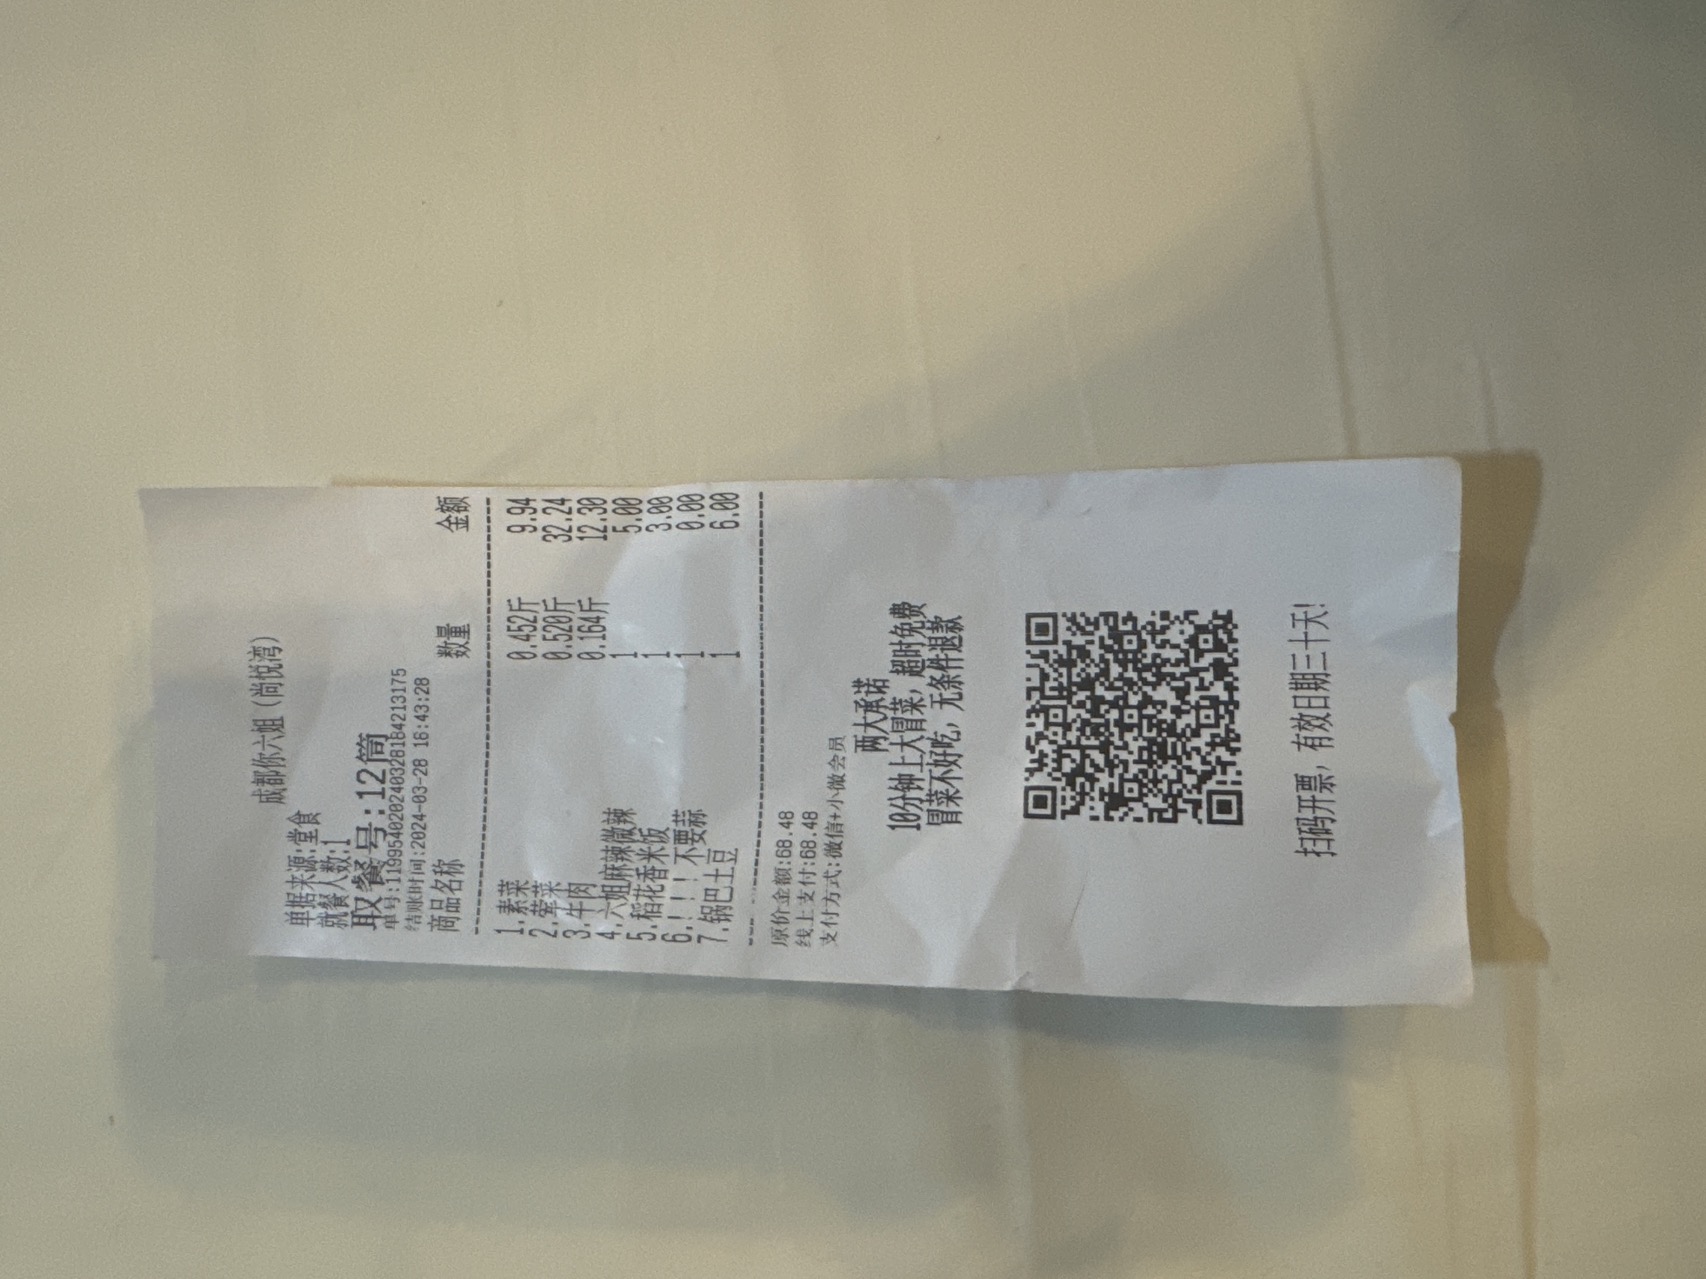 成都你六姐（尚悦湾）
单据来源:堂食
就餐人数:1
取餐号:12筒
单号:119954020240328184213175
结账时间:2024-03-28 16:43:28
商品名称 数量 金额
1.素菜 0.452斤 9.94
2.荤菜 0.520斤 32.24
3.牛肉 0.164斤 12.30
4.六姐麻辣微辣 1 5.00
5.稻花香米饭 1 3.00
6.！！！不要蒜 1 0.00
7.锅巴土豆 1 6.00
原价金额:68.48
线上支付:68.48
支付方式:微信+小微会员
两大承诺
10分钟上大冒菜，超时免费
冒菜不好吃，无条件退款
扫码开票，有效日期三十天！